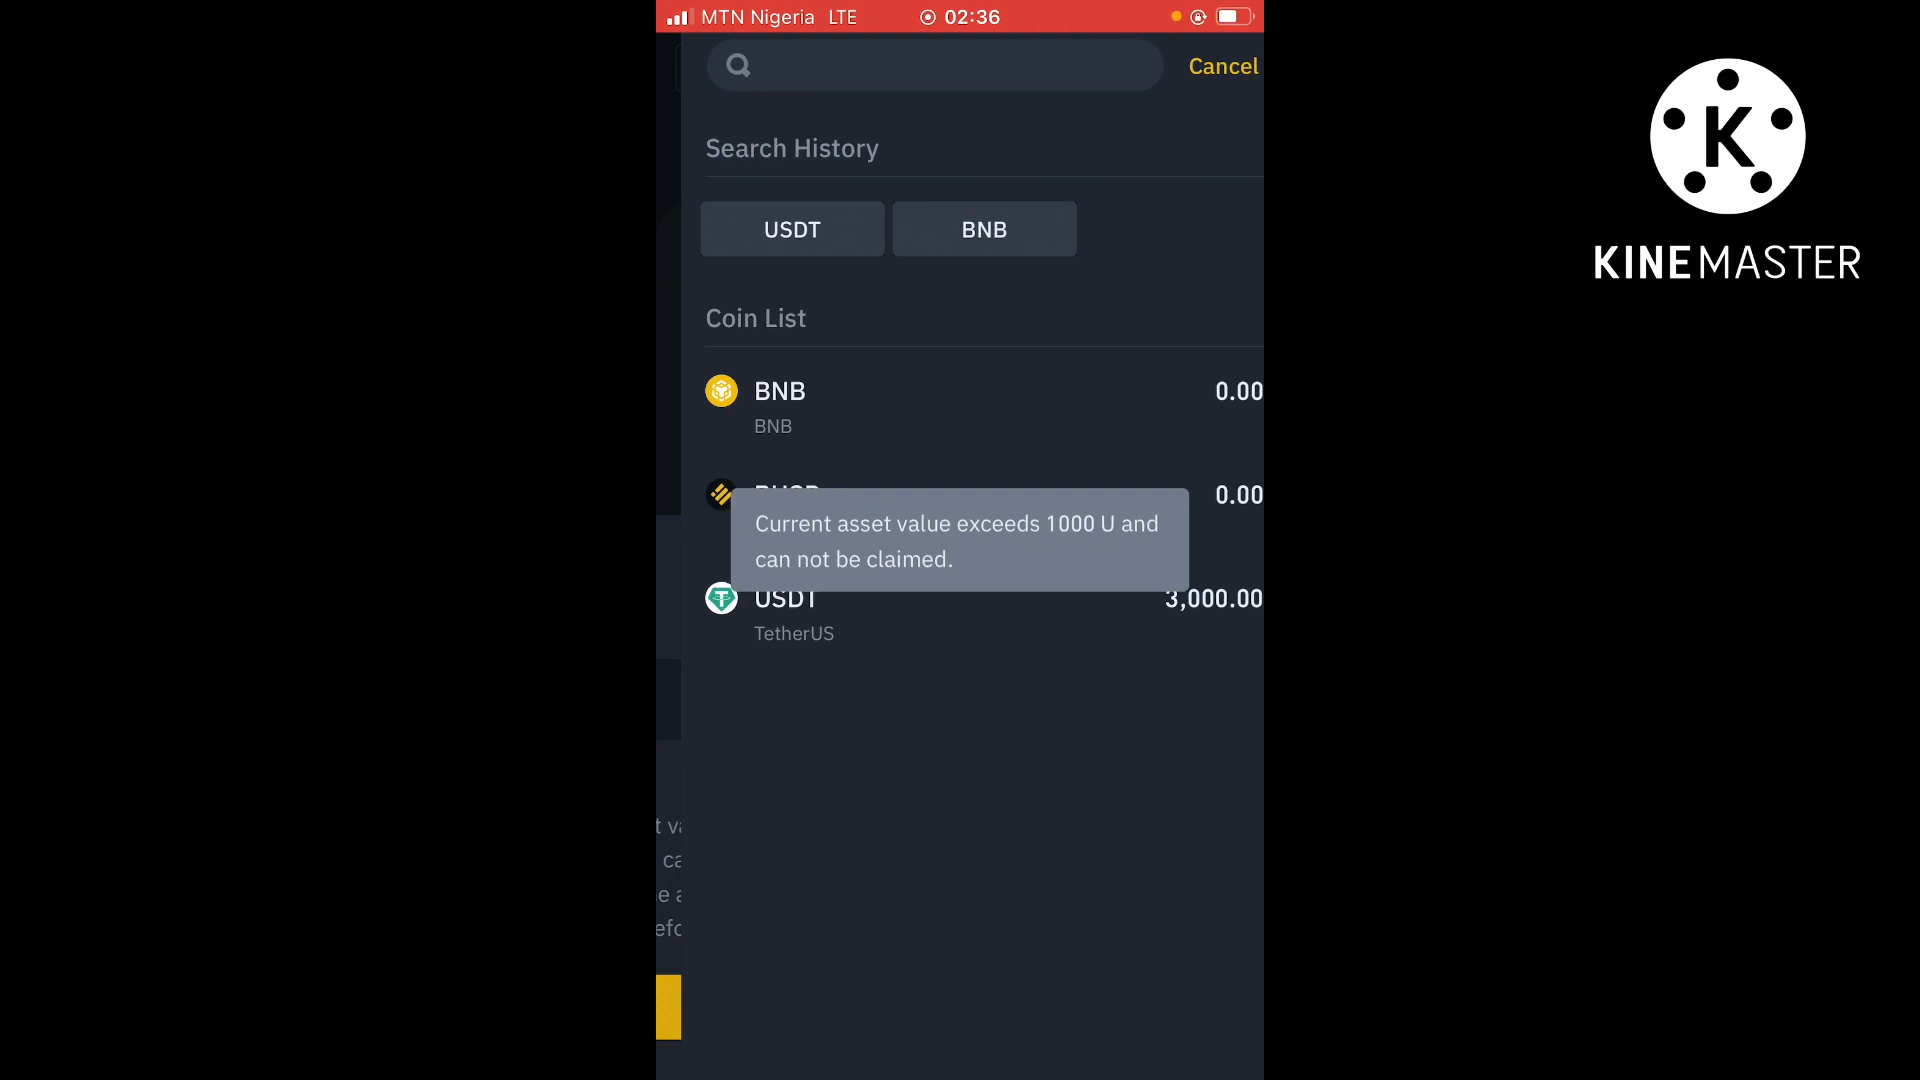 MTN Nigeria LTE 02:36
Cancel
Search History
USDT BNB
Coin List
BNB 0.00
BNB
0.00
Current asset value exceeds 1000 U and
can not be claimed.
USDT 3,000.00
TetherUS
K
KINEMASTER